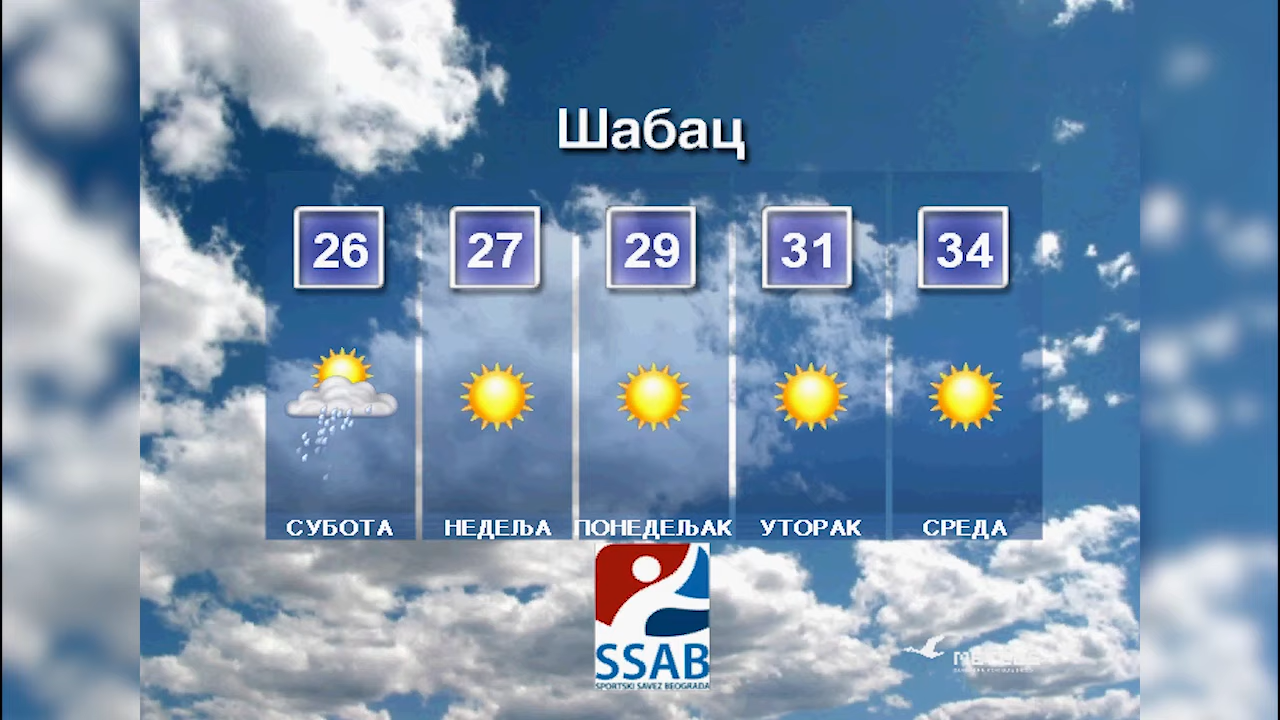 Шабац
26 27 29 31 34
СУБОТА НЕДЕЉА ПОНЕДЕЉАК УТОРАК СРЕДА
SSAB
SPORTSKI SAVEZ BEOGRADA